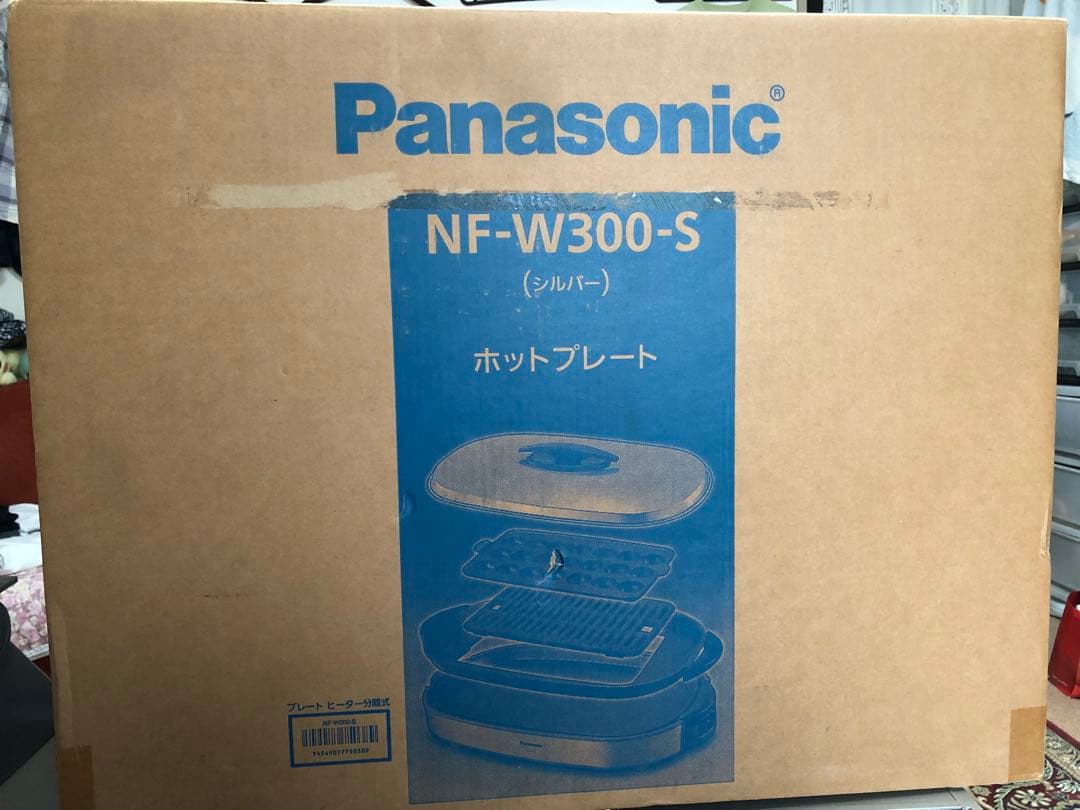 Panasonic®
NF-W300-S
(シルバー)
ホットプレート
Panasonic
プレート ヒーター分離式
NF-W300-S